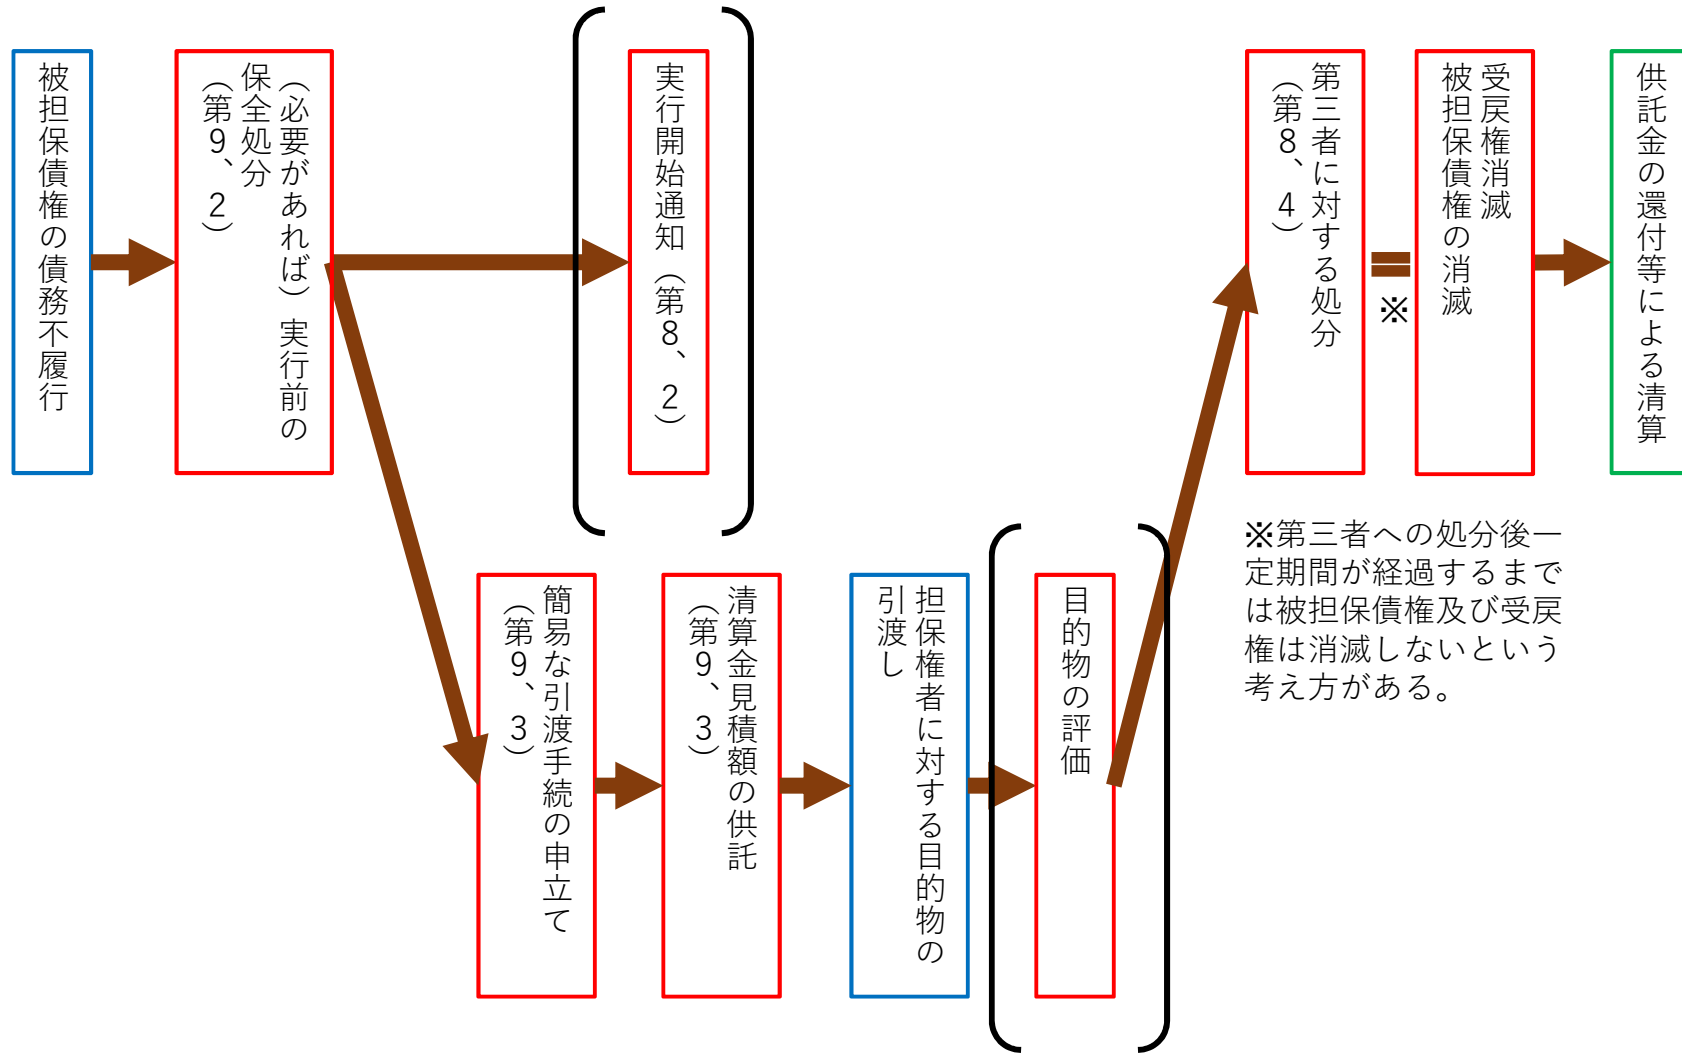 被担保債権の債務不履行
（必要があれば）実行前の
保全処分
（第９、２）
実行開始通知（第８、２）
簡易な引渡手続の申立て
（第９、３）
清算金見積額の供託
（第９、３）
担保権者に対する目的物の
引渡し
目的物の評価
第三者に対する処分
（第８、４）
※
受戻権消滅
被担保債権の消滅
供託金の還付等による清算
※第三者への処分後一
定期間が経過するまで
は被担保債権及び受戻
権は消滅しないという
考え方がある。